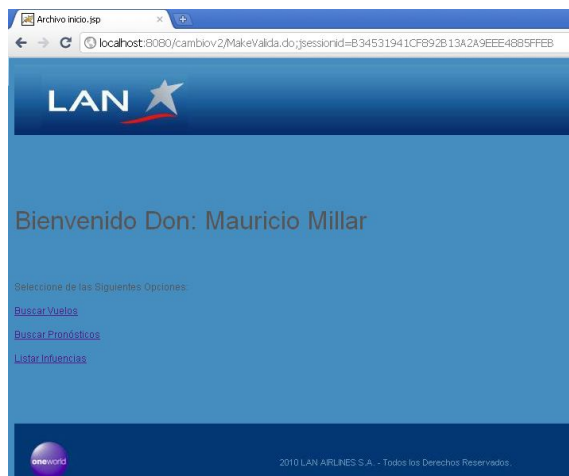 Archivo inicio.jsp
localhost:8080/cambiov2/MakeValida.do;jsessionid=B34531941CF892B13A2A9EEE4885FFEB
LAN
Bienvenido Don: Mauricio Millar
Seleccione de las Siguientes Opciones:
Buscar Vuelos
Buscar Pronósticos
Listar Infuencias
oneworld
2010 LAN AIRLINES S.A. - Todos los Derechos Reservados.